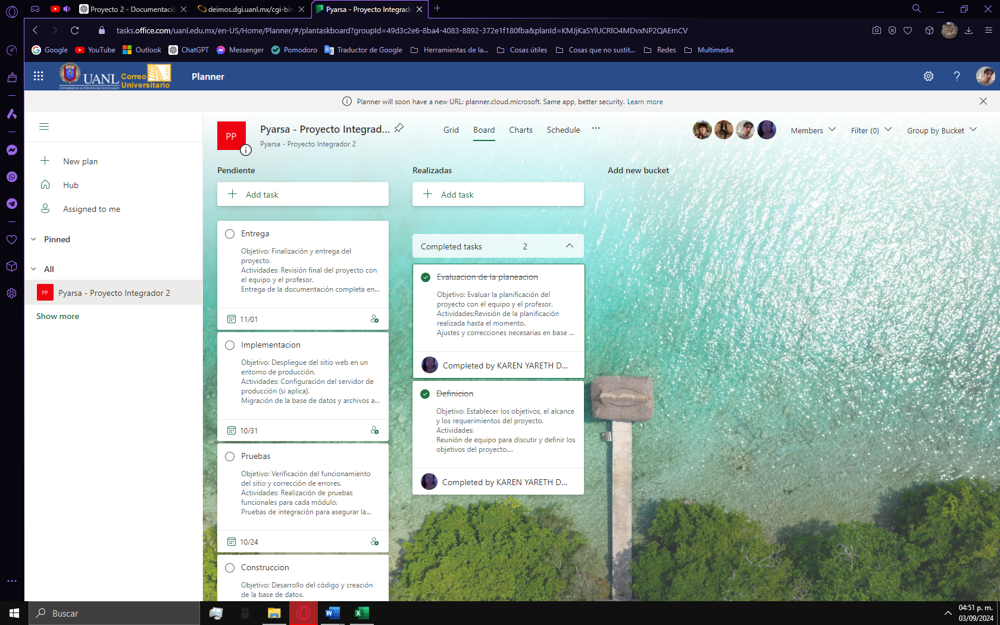 Proyecto 2 - Documentació
deimos.dgi.uanl.mx/cgi-bin
Pyarsa - Proyecto Integrado
tasks.office.com/uanl.edu.mx/en-US/Home/Planner/#/plantaskboard?groupId=49d3c2e6-8ba4-4083-8892-372e1f180fba&planId=KMJjKaSYlUCRlO4MDvxNP2QAEmCV
Google
YouTube
Outlook
ChatGPT
Messenger
Pomodoro
Traductor de Google
Herramientas de la...
Cosas útiles
Cosas que no sustit...
Redes
Multimedia
UANL
UNIVERSIDAD AUTÓNOMA DE NUEVO LEÓN
Correo
Universitario
Planner
Planner will soon have a new URL: planner.cloud.microsoft. Same app, better security. Learn more
New plan
Hub
Assigned to me
Pinned
All
PP
Pyarsa - Proyecto Integrador 2
Show more
PP
Pyarsa - Proyecto Integrad...
Pyarsa - Proyecto Integrador 2
Grid
Board
Charts
Schedule
Members
Filter (0)
Group by Bucket
Pendiente
Add task
Entrega
Objetivo: Finalización y entrega del
proyecto.
Actividades: Revisión final del proyecto con
el equipo y el profesor.
Entrega de la documentación completa en...
11/01
Implementacion
Objetivo: Despliegue del sitio web en un
entorno de producción.
Actividades: Configuración del servidor de
producción (si aplica).
Migración de la base de datos y archivos a...
10/31
Pruebas
Objetivo: Verificación del funcionamiento
del sitio y corrección de errores.
Actividades: Realización de pruebas
funcionales para cada módulo.
Pruebas de integración para asegurar la...
10/24
Construccion
Objetivo: Desarrollo del código y creación
de la base de datos.
Realizadas
Add task
Completed tasks 2
Evaluacion de la planeacion
Objetivo: Evaluar la planificación del
proyecto con el equipo y el profesor.
Actividades:Revisión de la planificación
realizada hasta el momento.
Ajustes y correcciones necesarias en base ...
Completed by KAREN YARETH D...
Definicion
Objetivo: Establecer los objetivos, el alcance
y los requerimientos del proyecto.
Actividades:
Reunión de equipo para discutir y definir los
objetivos del proyecto....
Completed by KAREN YARETH D...
Add new bucket
Buscar
04:51 p. m.
03/09/2024